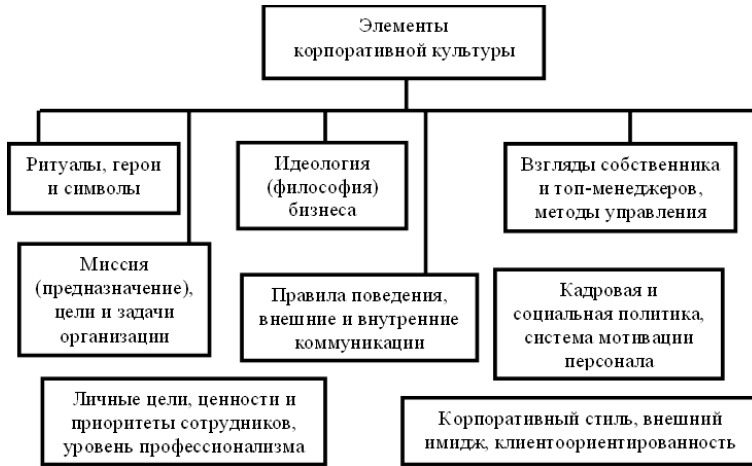 Элементы
корпоративной культуры
Ритуалы, герои
и символы
Идеология
(философия)
бизнеса
Взгляды собственника
и топ-менеджеров,
методы управления
Миссия
(предназначение),
цели и задачи
организации
Правила поведения,
внешние и внутренние
коммуникации
Кадровая и
социальная политика,
система мотивации
персонала
Личные цели, ценности и
приоритеты сотрудников,
уровень профессионализма
Корпоративный стиль, внешний
имидж, клиентоориентированность